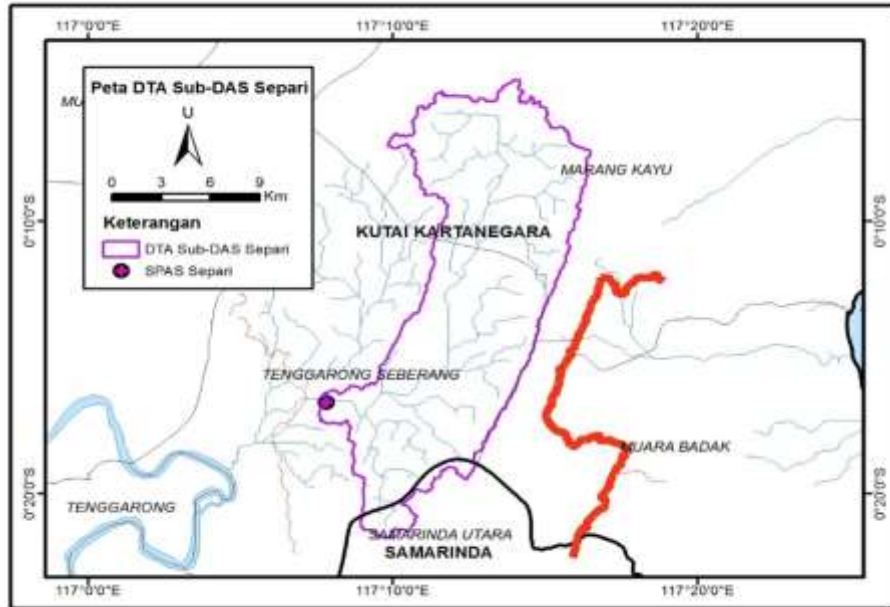 117°0'0"E 117°10'0"E 117°20'0"E
Peta DTA Sub-DAS Separi
U
0 3 6 9
Km
Keterangan
DTA Sub-DAS Separi
SPAS Separi
MARANG KAYU
0°10'0"S 0°10'0"S
KUTAI KARTANEGARA
TENGGARONG SEBERANG
MUARA BADAK
0°20'0"S 0°20'0"S
TENGGARONG
SAMARINDA UTARA
SAMARINDA
117°0'0"E 117°10'0"E 117°20'0"E